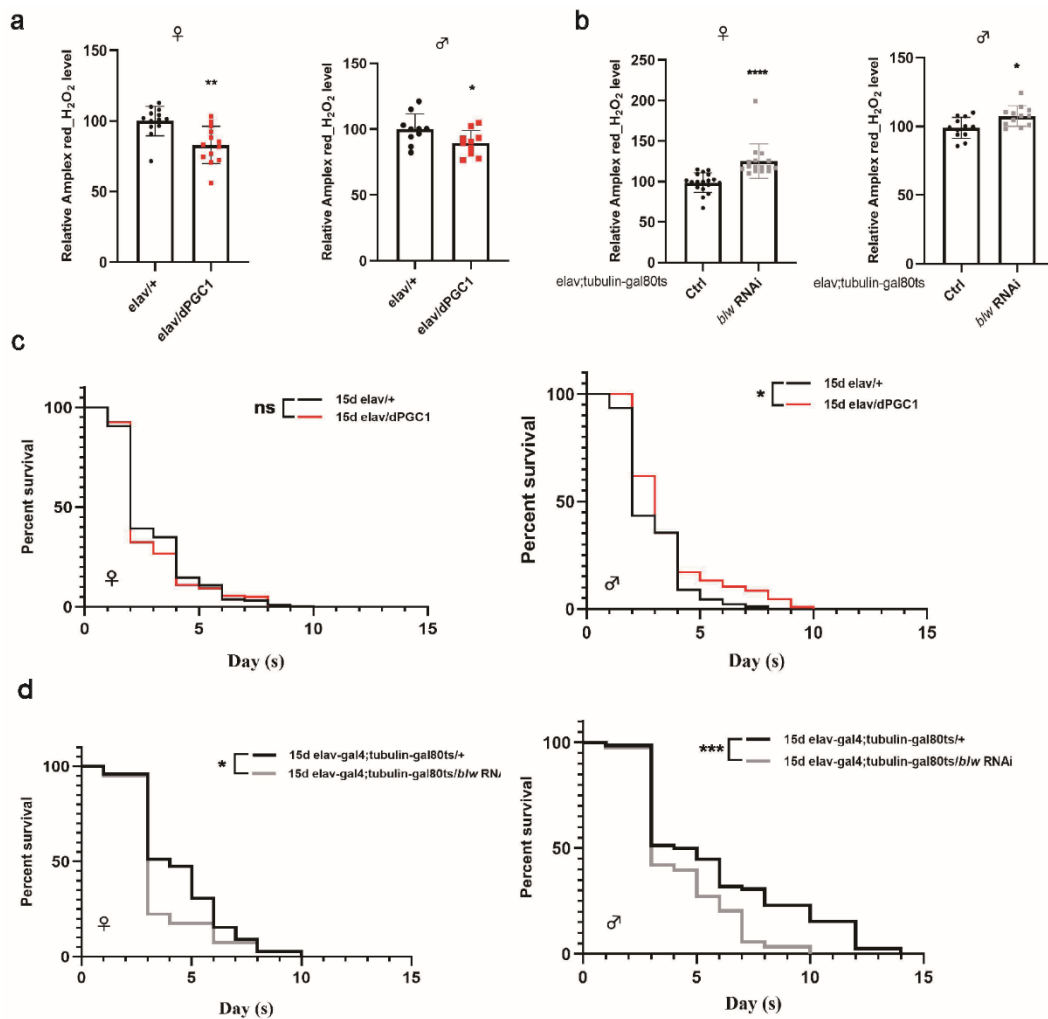 a
♀
Relative Amplex red_H₂O₂ level
150
100
50
0
**
elav/+
elav/dPGC1
♂
Relative Amplex red_H₂O₂ level
150
100
50
0
*
elav/+
elav/dPGC1
b
♀
Relative Amplex red_H₂O₂ level
250
200
150
100
50
0
****
elav;tubulin-gal80ts
Ctrl
blw RNAi
♂
Relative Amplex red_H₂O₂ level
150
100
50
0
*
elav;tubulin-gal80ts
Ctrl
blw RNAi
c
Percent survival
100
50
0
ns
15d elav/+
15d elav/dPGC1
♀
0 5 10 15
Day (s)
Percent survival
100
50
0
*
15d elav/+
15d elav/dPGC1
♂
0 5 10 15
Day (s)
d
Percent survival
100
50
0
*
15d elav-gal4;tubulin-gal80ts/+
15d elav-gal4;tubulin-gal80ts/blw
♀
0 5 10 15
Day (s)
Percent survival
100
50
0
***
15d elav-gal4;tubulin-gal80ts/+
15d elav-gal4;tubulin-gal80ts/blw RNAi
♂
0 5 10 15
Day (s)